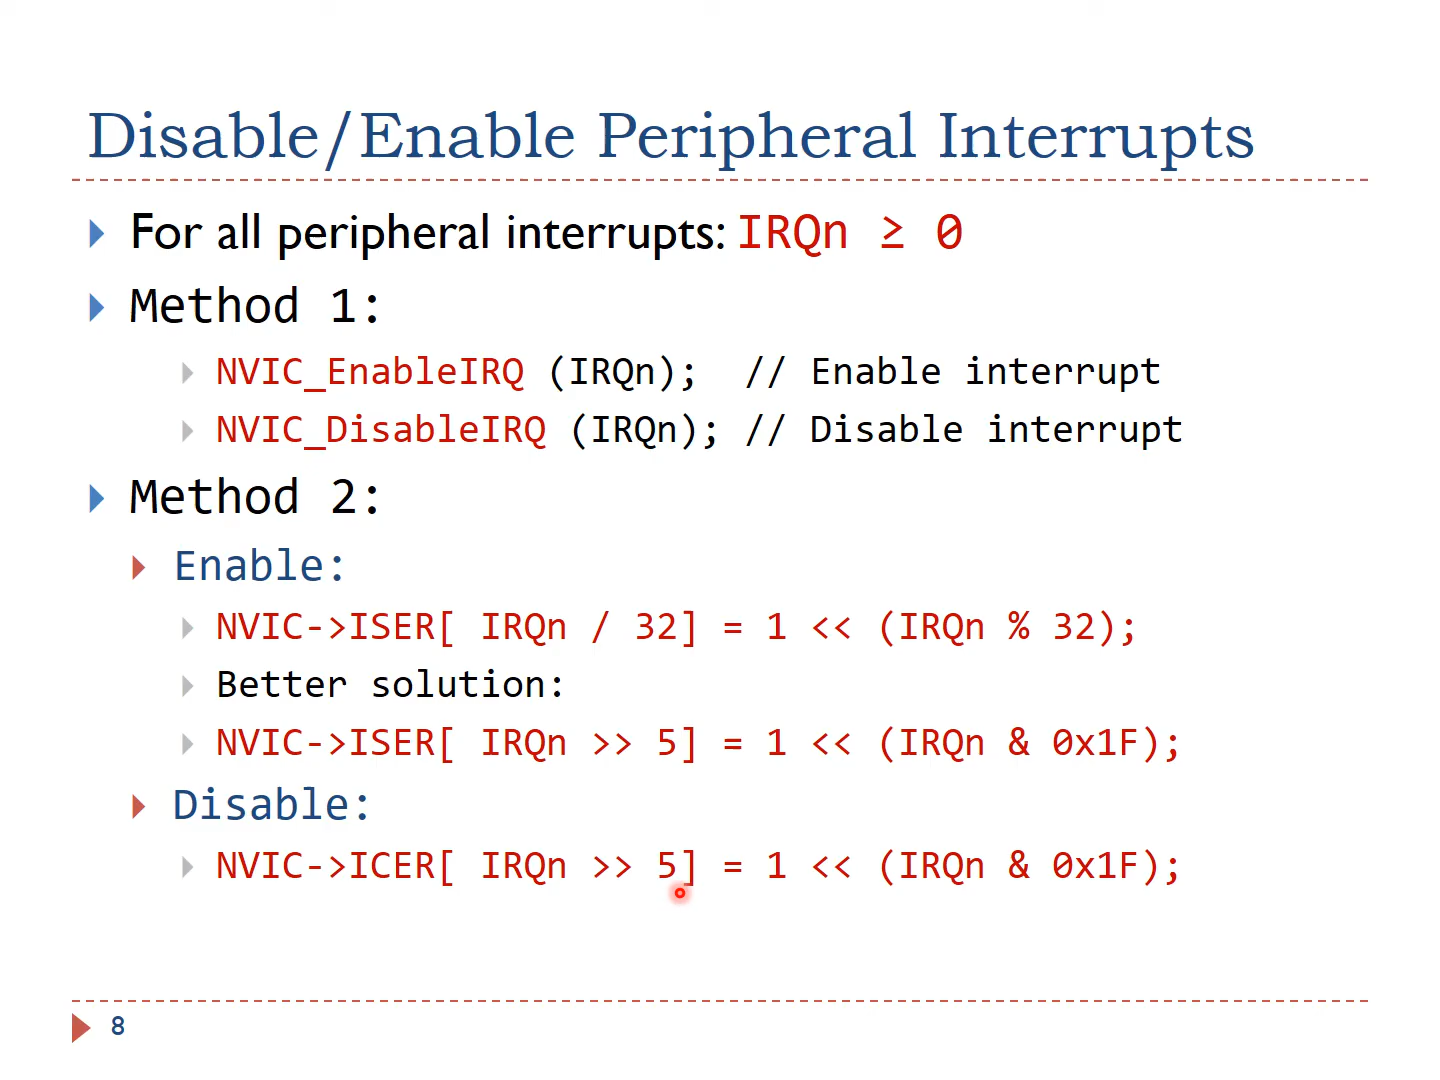 Disable/Enable Peripheral Interrupts
For all peripheral interrupts: IRQn ≥ 0
Method 1:
NVIC_EnableIRQ (IRQn);  // Enable interrupt
NVIC_DisableIRQ (IRQn); // Disable interrupt
Method 2:
Enable:
NVIC->ISER[ IRQn / 32] = 1 << (IRQn % 32);
Better solution:
NVIC->ISER[ IRQn >> 5] = 1 << (IRQn & 0x1F);
Disable:
NVIC->ICER[ IRQn >> 5] = 1 << (IRQn & 0x1F);
8